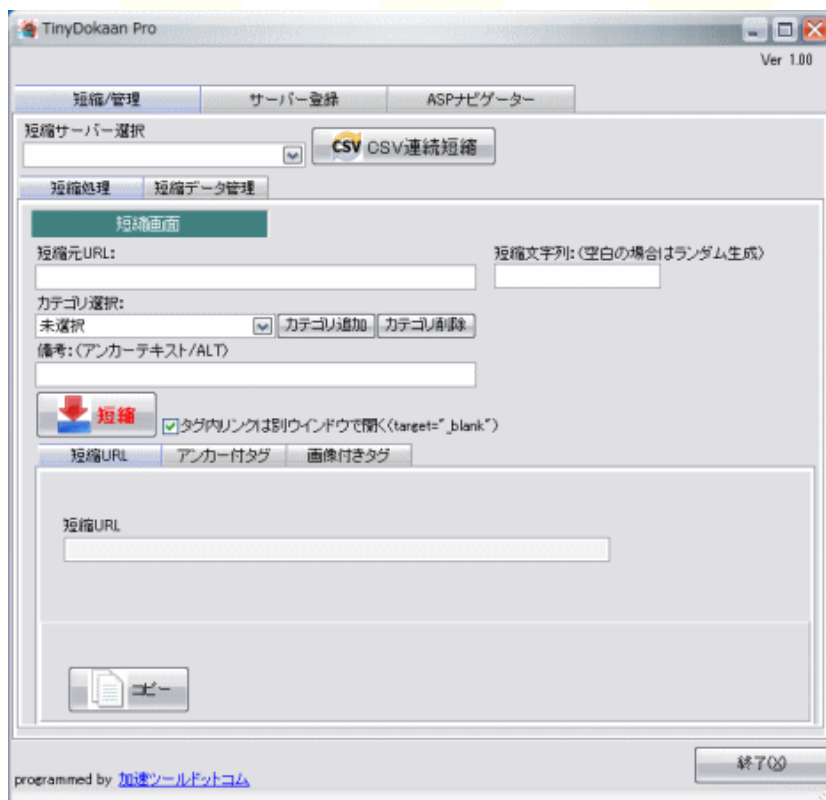 TinyDokaan Pro
Ver 1.00
短縮/管理 サーバー登録 ASPナビゲーター
短縮サーバー選択
CSV CSV連続短縮
短縮処理 短縮データ管理
短縮画面
短縮元URL: 短縮文字列:(空白の場合はランダム生成)
カテゴリ選択:
未選択 カテゴリ追加 カテゴリ削除
備考:(アンカーテキスト/ALT)
短縮 タグ内リンクは別ウインドウで開く(target="_blank")
短縮URL アンカー付タグ 画像付きタグ
短縮URL
コピー
終了(X)
programmed by 加速ツールドットコム